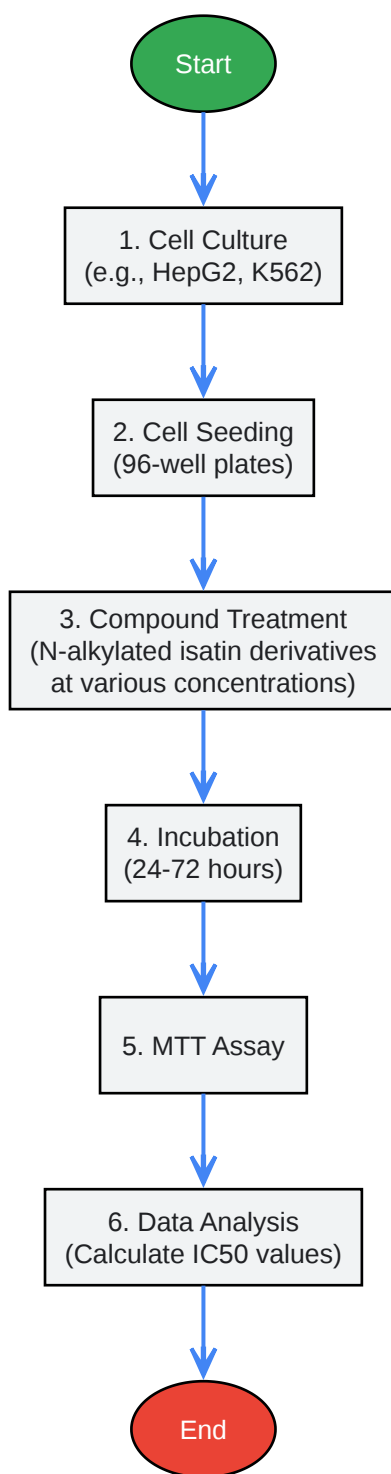 Start
1. Cell Culture
(e.g., HepG2, K562)
2. Cell Seeding
(96-well plates)
3. Compound Treatment
(N-alkylated isatin derivatives
at various concentrations)
4. Incubation
(24-72 hours)
5. MTT Assay
6. Data Analysis
(Calculate IC50 values)
End